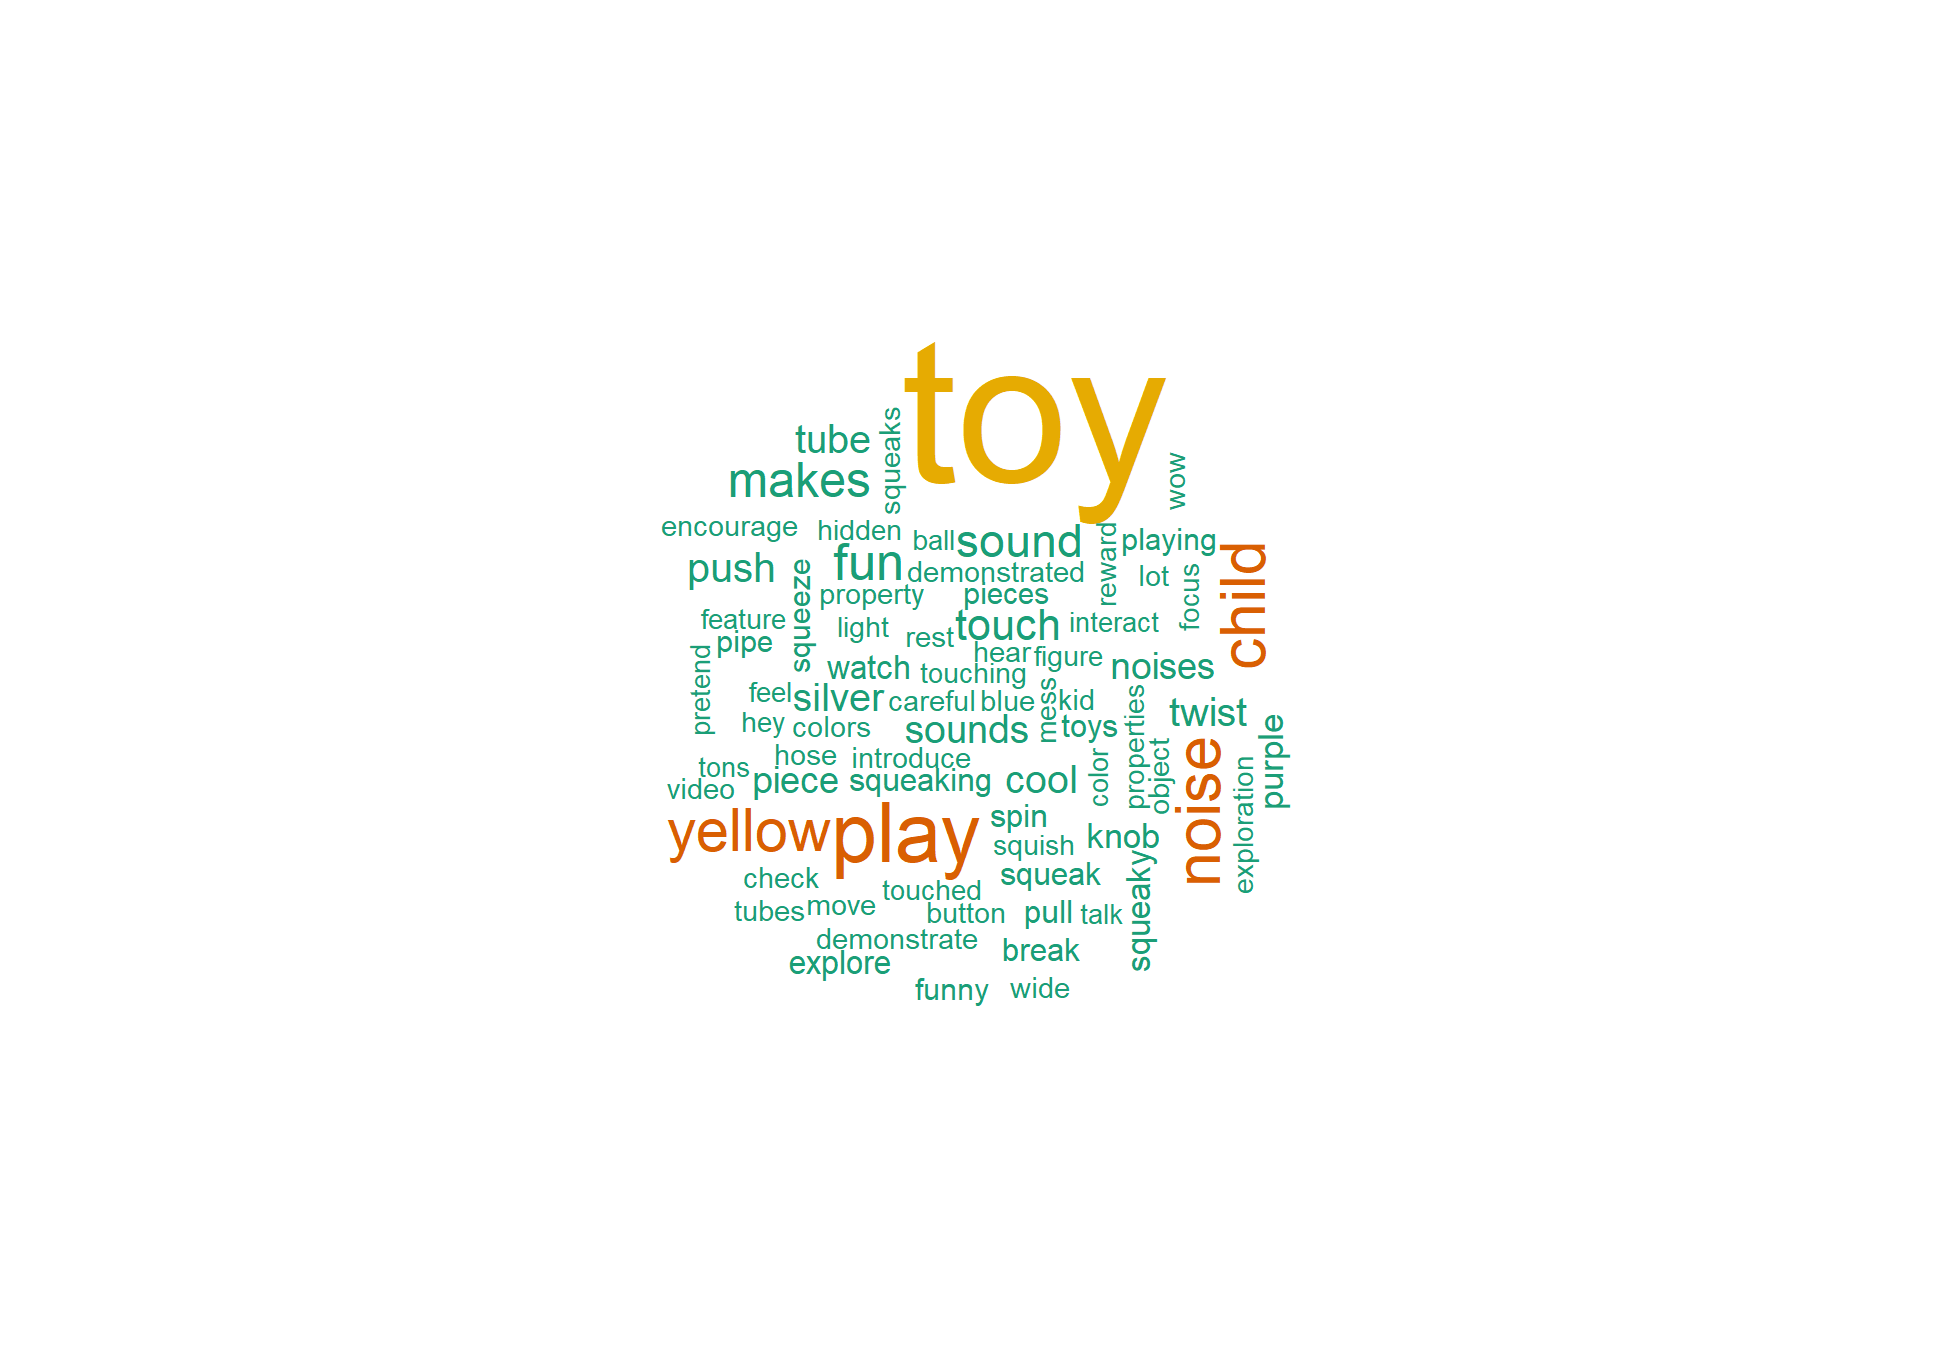 toy
tube
squeaks
makes
wow
encourage
hidden
ball
sound
reward
playing
child
push
squeeze
fun
demonstrated
lot
focus
property
pieces
feature
light
rest
touch
interact
pipe
hear
figure
noises
pretend
watch
touching
feel
silver
careful
blue
mess
kid
properties
twist
hey
colors
sounds
toys
purple
hose
introduce
color
object
noise
exploration
tons
video
piece
squeaking
cool
yellow
play
spin
squish
knob
check
touched
squeak
squeaky
tubes
move
button
pull
talk
demonstrate
explore
break
funny
wide